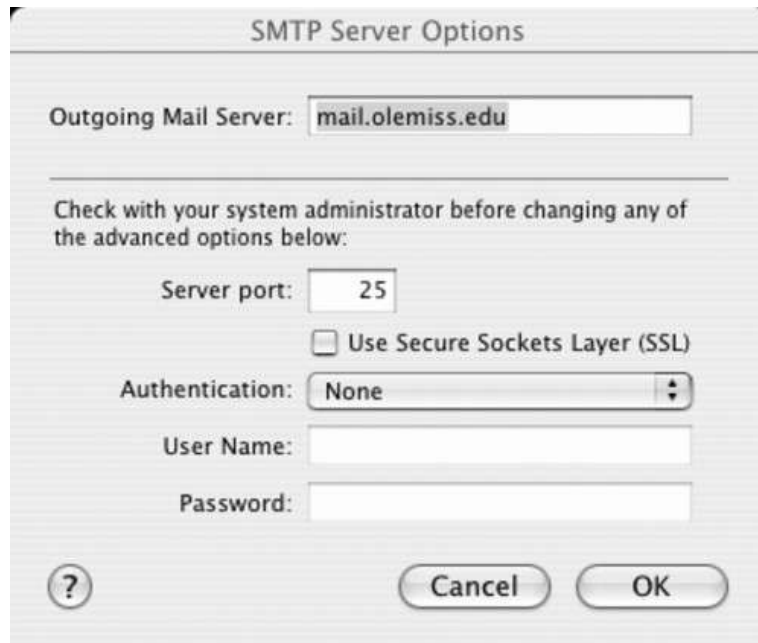 SMTP Server Options
Outgoing Mail Server: mail.olemiss.edu
Check with your system administrator before changing any of
the advanced options below:
Server port: 25
Use Secure Sockets Layer (SSL)
Authentication: None
User Name:
Password:
? Cancel OK